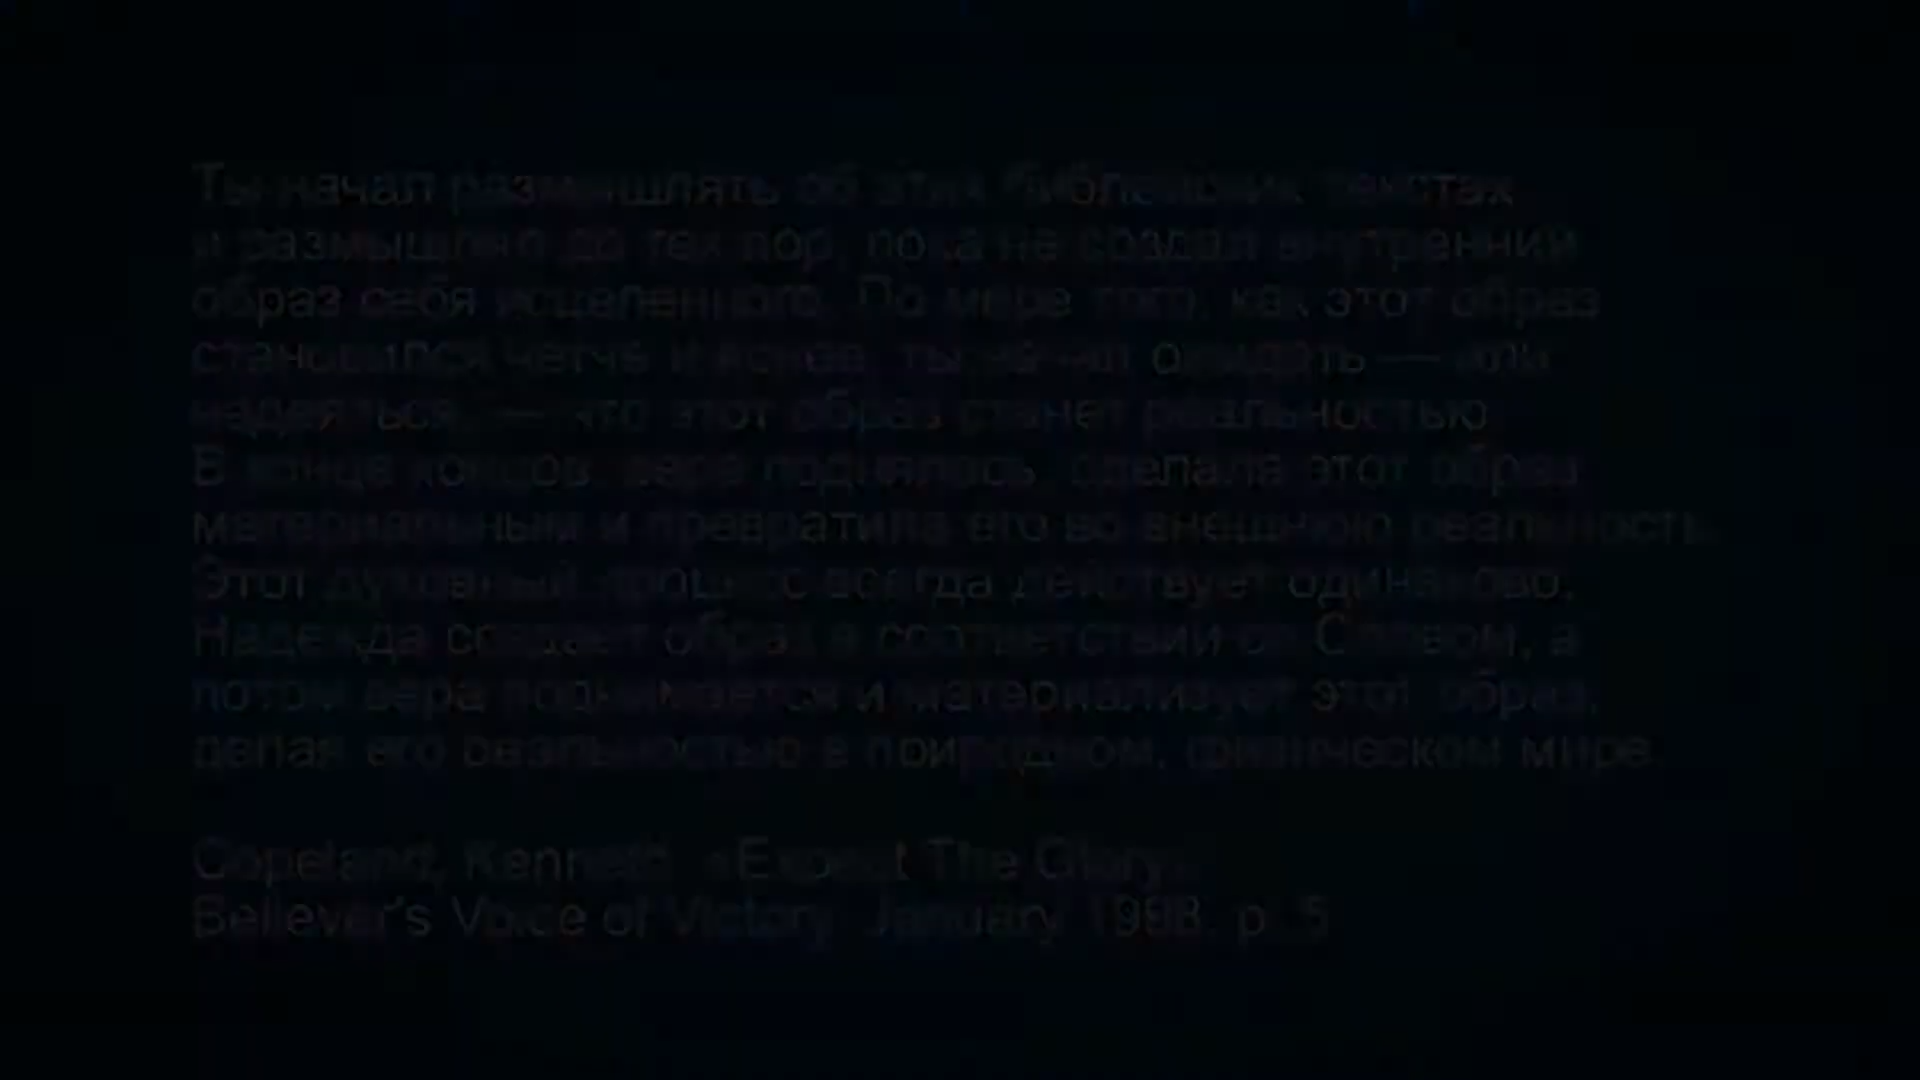 Ты начал размышлять об этих библейских текстах
и размышлял до тех пор, пока не создал внутренний
образ себя исцеленного. По мере того, как этот образ
становился четче и яснее, ты начал ожидать — или
надеяться, — что этот образ станет реальностью.
В конце концов, вера поднялась, сделала этот образ
материальным и превратила его во внешнюю реальность.
Этот духовный процесс всегда действует одинаково.
Надежда создает образ в соответствии со Словом, а
потом вера поднимается и материализует этот образ,
делая его реальностью в природном, физическом мире.
Copeland, Kenneth. «Expect The Glory»
Believer's Voice of Victory. January 1998. p. 5